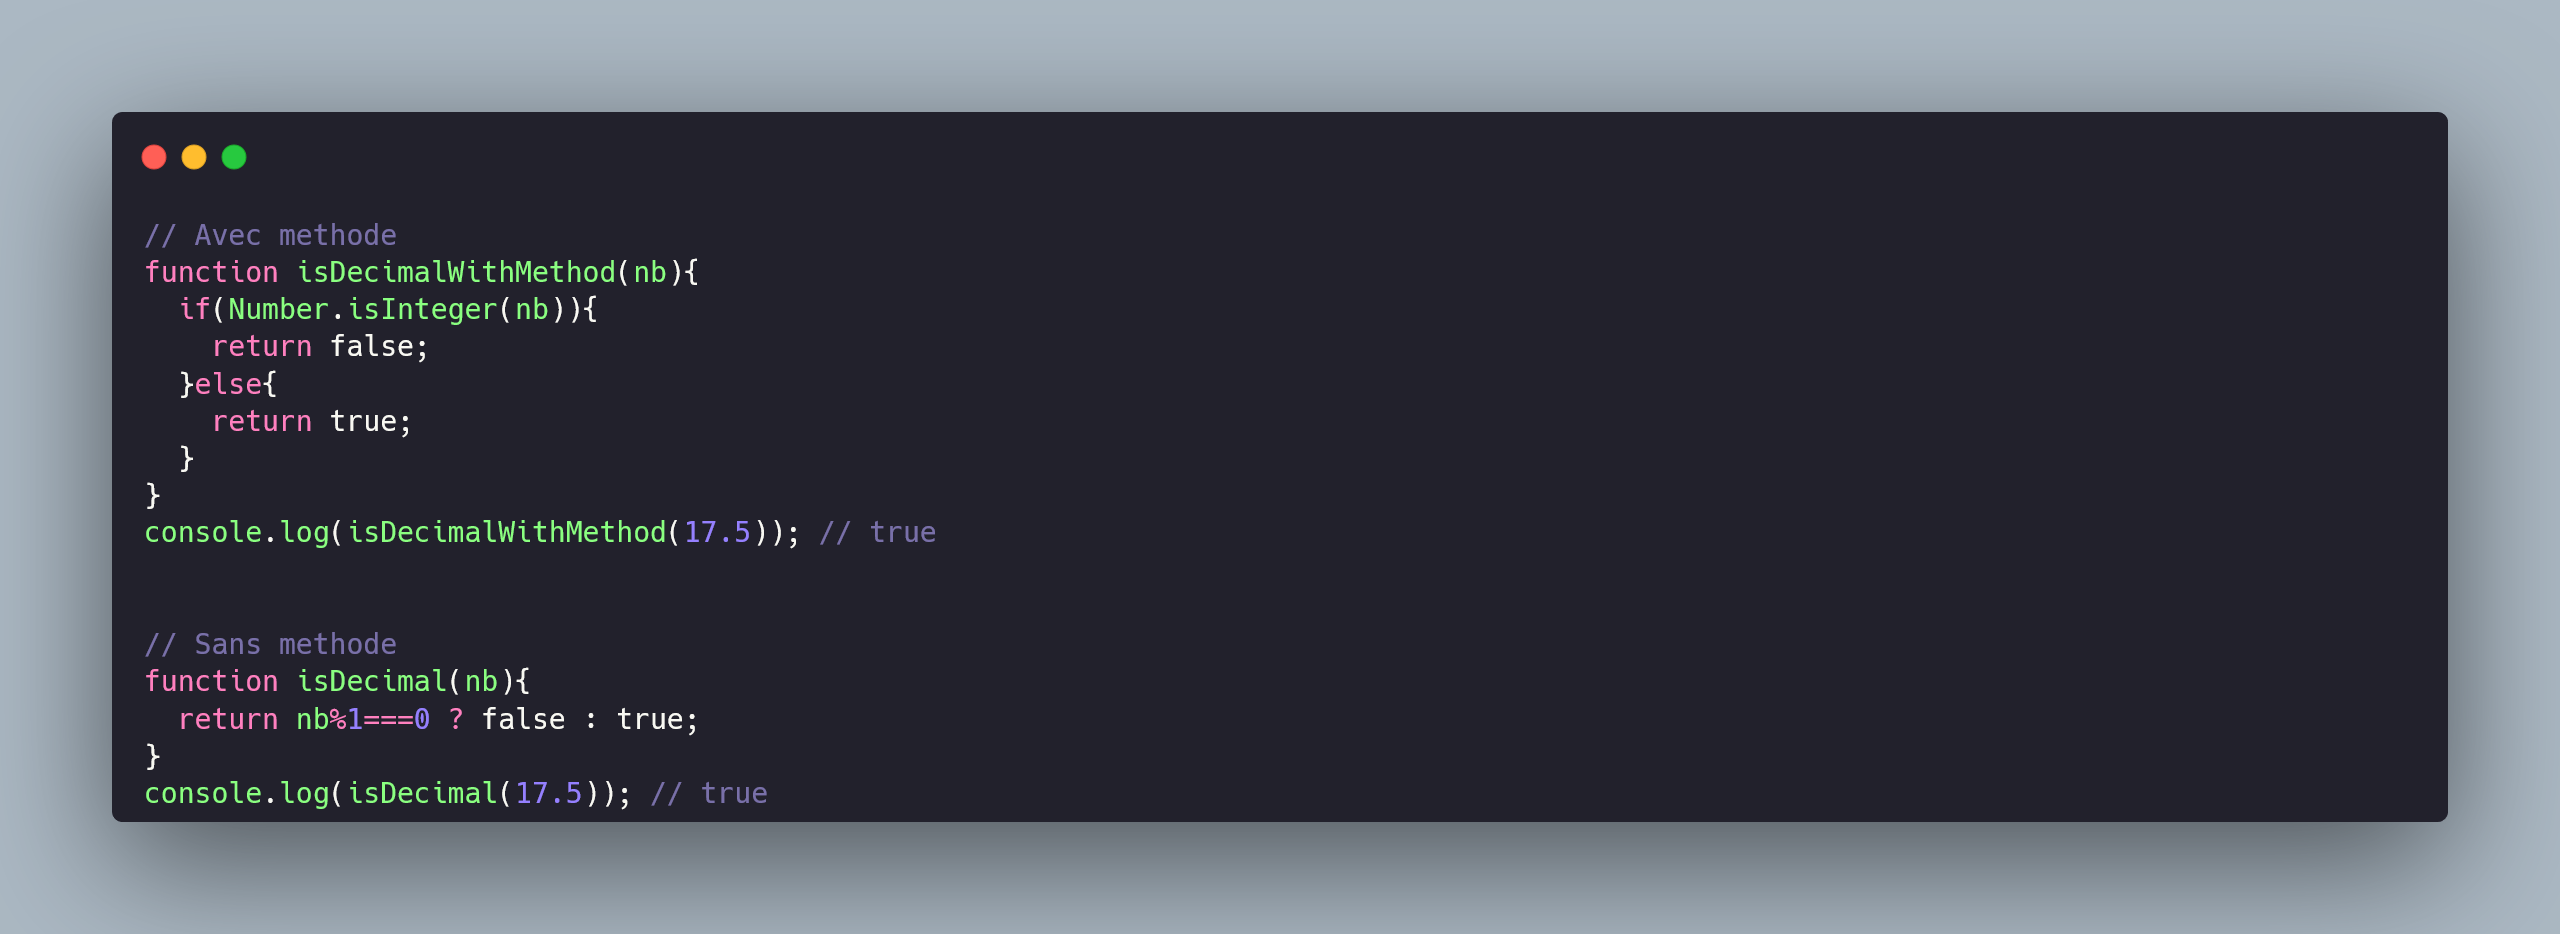 // Avec methode
function isDecimalWithMethod(nb){
  if(Number.isInteger(nb)){
    return false;
  }else{
    return true;
  }
}
console.log(isDecimalWithMethod(17.5)); // true
// Sans methode
function isDecimal(nb){
  return nb%1===0 ? false : true;
}
console.log(isDecimal(17.5)); // true